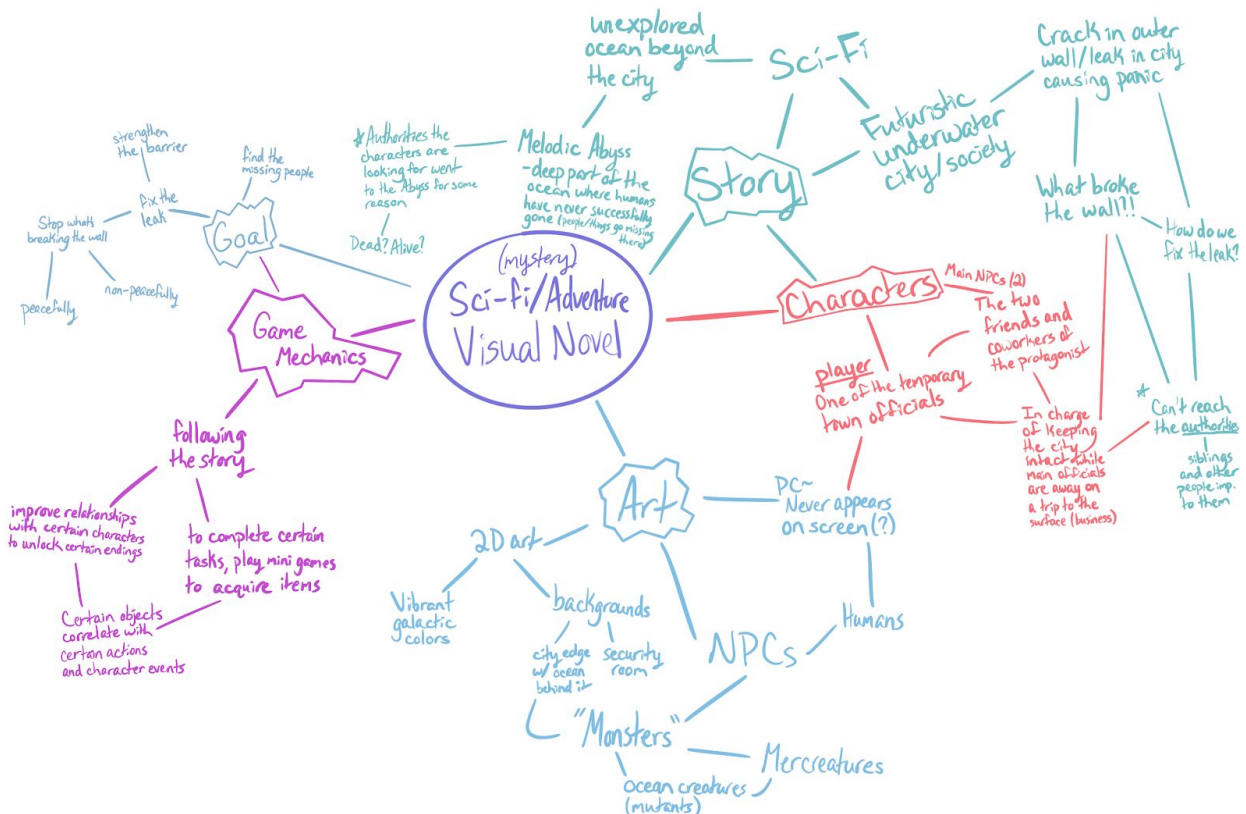 (mystery)
Sci-fi/Adventure
Visual Novel
Story
Sci-Fi
unexplored
ocean beyond
the city
Melodic Abyss
-deep part of the
ocean where humans
have never successfully
gone (people/things go missing
there)
*Authorities the
characters are
looking for went
to the Abyss for some
reason
Dead? Alive?
Futuristic
underwater
city/society
Crack in outer
wall/leak in city
causing panic
What broke
the wall?!
How do we
fix the leak?
*
Can't reach
the authorities
siblings
and other
people imp.
to them
Characters
Main NPCs (2)
The two
friends and
coworkers of
the protagonist
player
One of the temporary
town officials
In charge
of keeping
the city
intact while
main officials
are away on
a trip to the
surface (business)
Art
PC~
Never appears
on screen (?)
Humans
NPCs
"Monsters"
Mercreatures
ocean creatures
(mutants)
2D art
Vibrant
galactic
colors
backgrounds
city edge
w/ ocean
behind it
security
room
Game
Mechanics
following
the story
improve relationships
with certain characters
to unlock certain endings
to complete certain
tasks, play mini games
to acquire items
Certain objects
correlate with
certain actions
and character events
Goal
find the
missing people
fix the
leak
strengthen
the barrier
Stop whats
breaking the wall
peacefully
non-peacefully